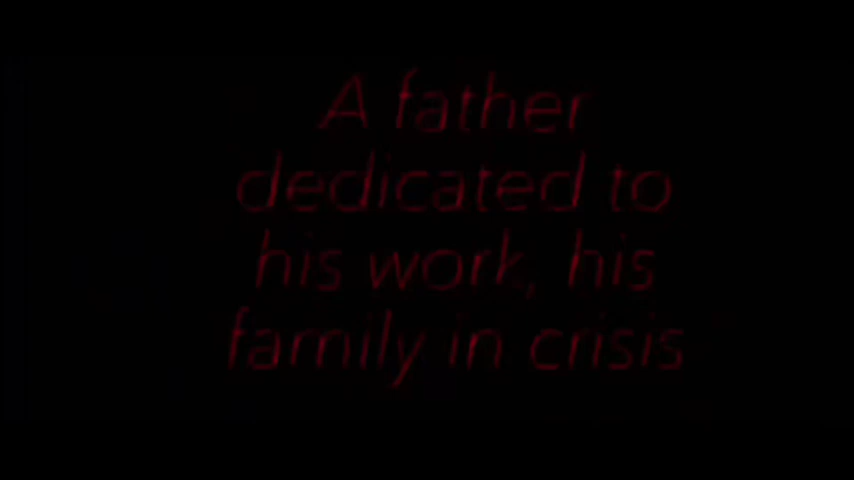 A father
dedicated to
his work, his
family in crisis